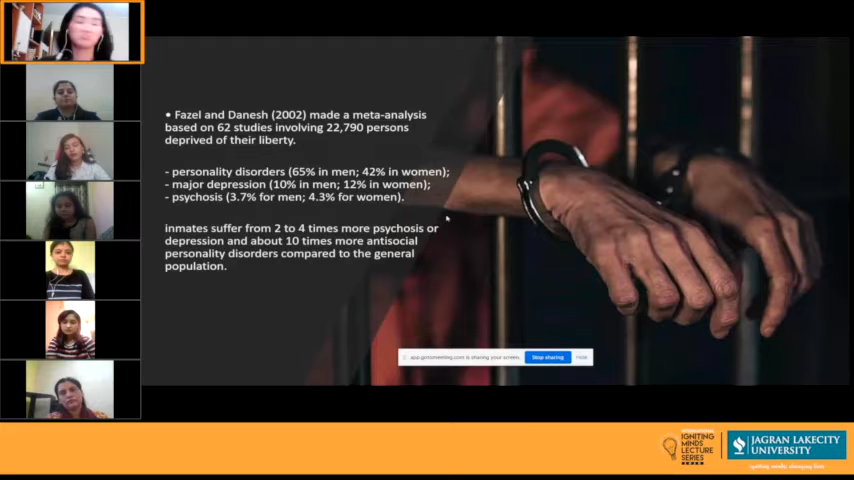 • Fazel and Danesh (2002) made a meta-analysis
based on 62 studies involving 22,790 persons
deprived of their liberty.
- personality disorders (65% in men; 42% in women);
- major depression (10% in men; 12% in women);
- psychosis (3.7% for men; 4.3% for women).
inmates suffer from 2 to 4 times more psychosis or
depression and about 10 times more antisocial
personality disorders compared to the general
population.
app.gotomeeting.com is sharing your screen.
Stop sharing
Hide
INTERNATIONAL
IGNITING
MINDS
LECTURE
SERIES
JAGRAN LAKECITY
UNIVERSITY